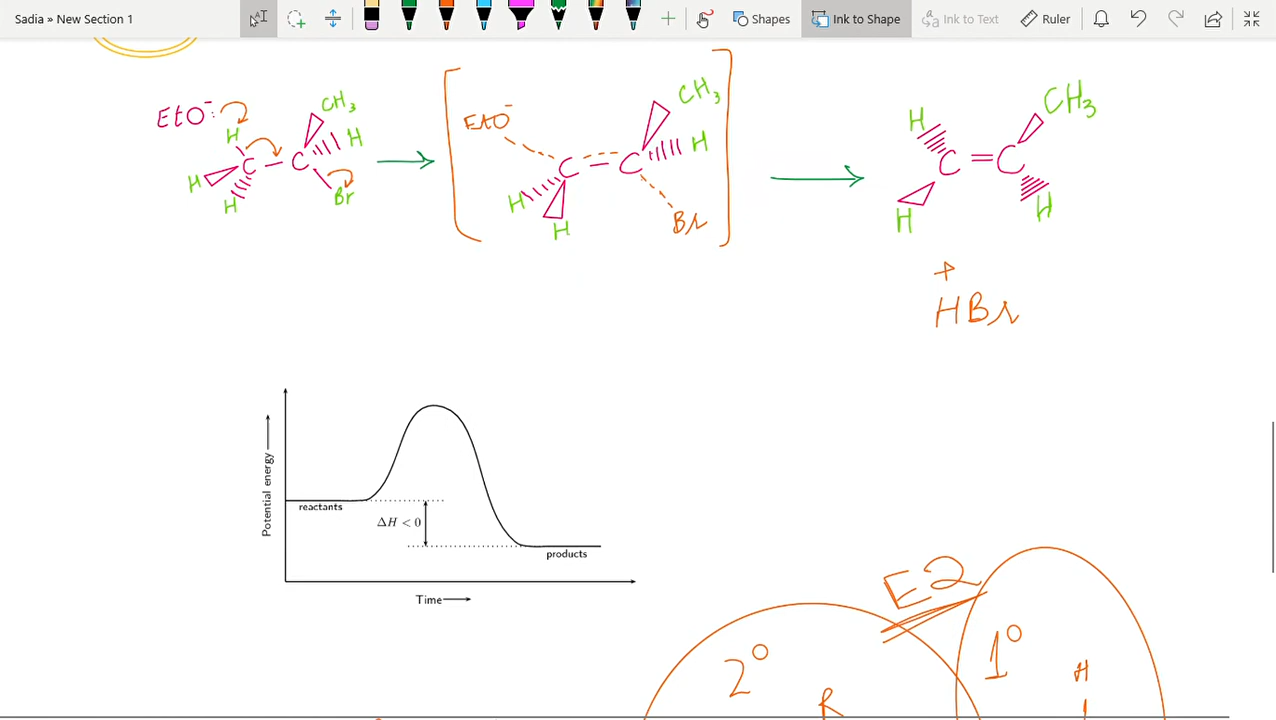 Sadia » New Section 1
Shapes
Ink to Shape
Ink to Text
Ruler
EtO⁻:
H
CH3
H
C – C
H
H
Br
EtO⁻
CH3
H
C = C
H
H
Br
H
CH3
C = C
H
H
+
HBr
Potential energy
reactants
ΔH < 0
products
Time
E2
2°
R
1°
H